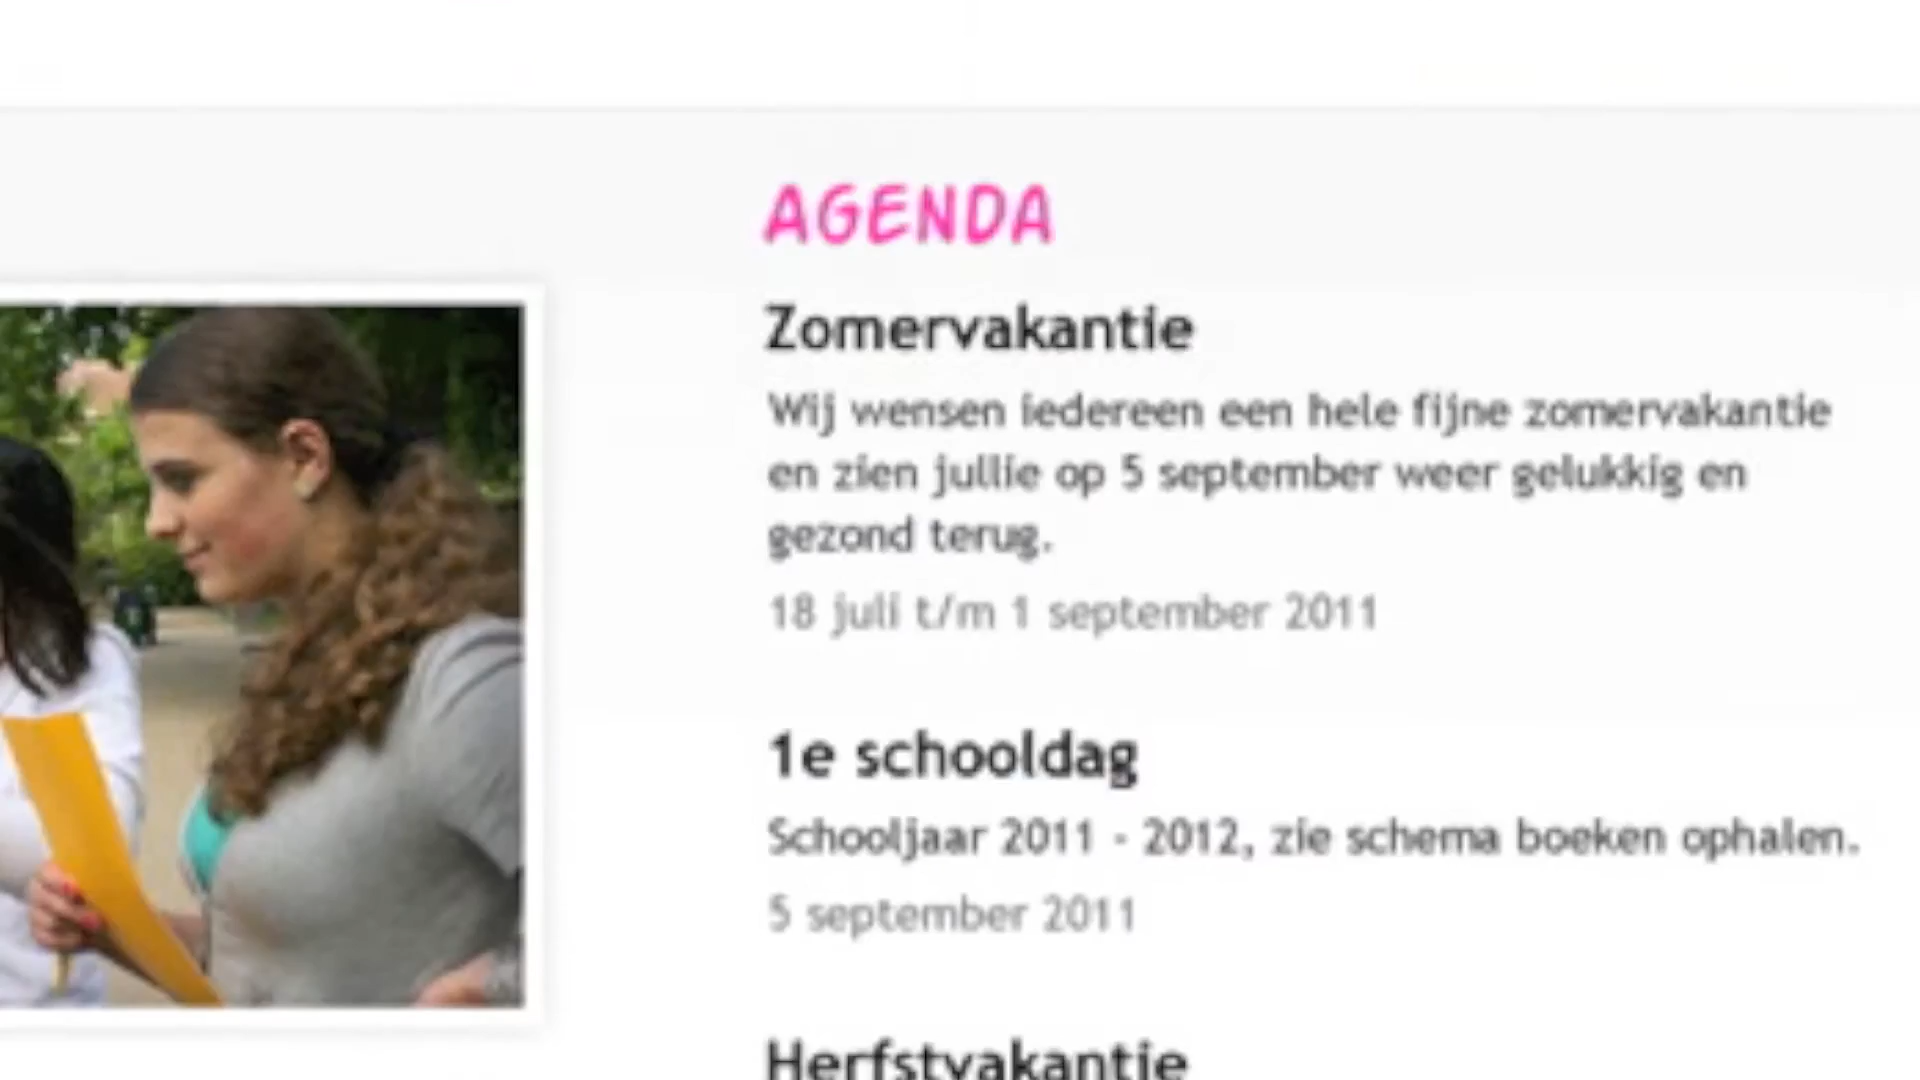 AGENDA
Zomervakantie
Wij wensen iedereen een hele fijne zomervakantie
en zien jullie op 5 september weer gelukkig en
gezond terug.
18 juli t/m 1 september 2011
1e schooldag
Schooljaar 2011 - 2012, zie schema boeken ophalen.
5 september 2011
Herfstvakantie